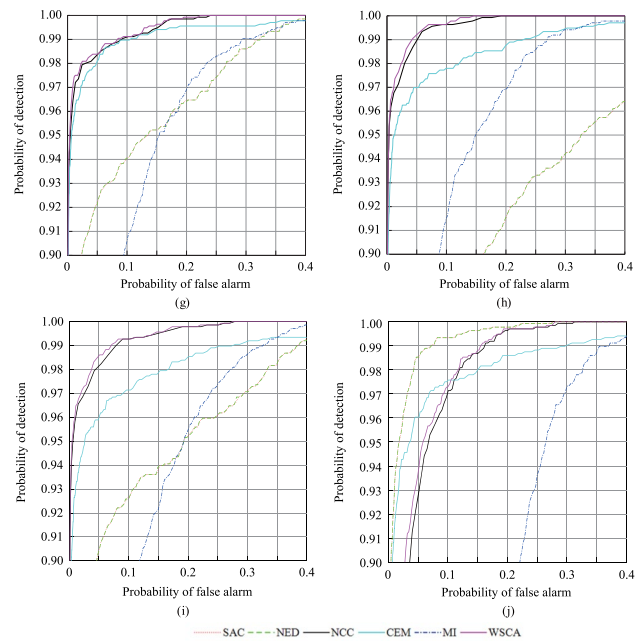 1.00 1.00
0.99 0.99
0.98 0.98
0.97 0.97
0.96 0.96
0.95 0.95
0.94 0.94
0.93 0.93
0.92 0.92
0.91 0.91
0.90 0.90
Probability of detection Probability of detection
0 0.1 0.2 0.3 0.4 0 0.1 0.2 0.3 0.4
Probability of false alarm Probability of false alarm
(g) (h)
1.00 1.00
0.99 0.99
0.98 0.98
0.97 0.97
0.96 0.96
0.95 0.95
0.94 0.94
0.93 0.93
0.92 0.92
0.91 0.91
0.90 0.90
Probability of detection Probability of detection
0 0.1 0.2 0.3 0.4 0 0.1 0.2 0.3 0.4
Probability of false alarm Probability of false alarm
(i) (j)
SAC NED NCC CEM MI WSCA